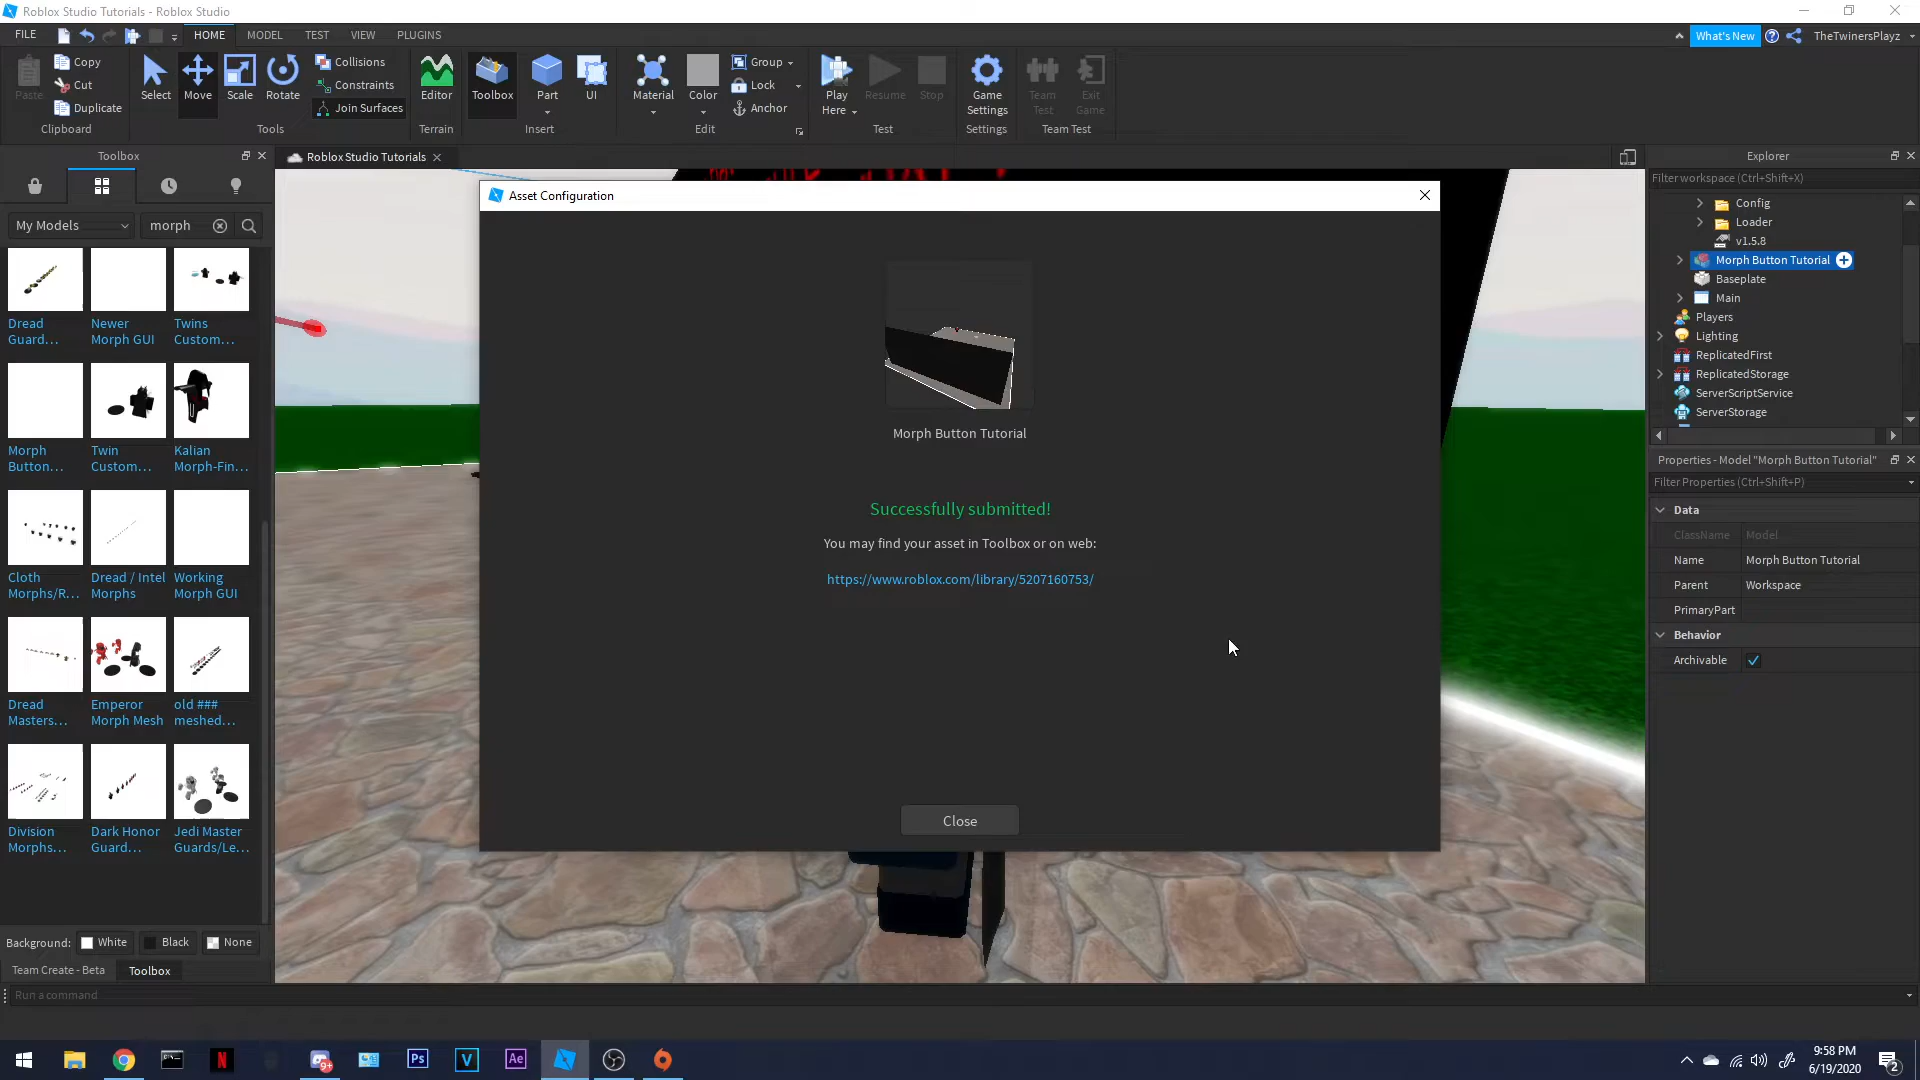 Roblox Studio Tutorials - Roblox Studio
FILE
HOME
MODEL
TEST
VIEW
PLUGINS
What's New
TheTwinersPlayz
Paste
Copy
Cut
Duplicate
Clipboard
Select
Move
Scale
Rotate
Collisions
Constraints
Join Surfaces
Tools
Editor
Terrain
Toolbox
Part
UI
Insert
Material
Color
Group
Lock
Anchor
Edit
Play
Here
Resume
Stop
Test
Game
Settings
Settings
Team
Test
Exit
Game
Team Test
Toolbox
My Models
morph
Dread
Guard...
Newer
Morph GUI
Twins
Custom...
Morph
Button...
Twin
Custom...
Kalian
Morph-Fin...
Cloth
Morphs/R...
Dread / Intel
Morphs
Working
Morph GUI
Dread
Masters...
Emperor
Morph Mesh
old ###
meshed...
Division
Morphs...
Dark Honor
Guard...
Jedi Master
Guards/Le...
Background:
White
Black
None
Team Create - Beta
Toolbox
Run a command
Roblox Studio Tutorials
Asset Configuration
Morph Button Tutorial
Successfully submitted!
You may find your asset in Toolbox or on web:
https://www.roblox.com/library/5207160753/
Close
Explorer
Filter workspace (Ctrl+Shift+X)
Config
Loader
v1.5.8
Morph Button Tutorial
Baseplate
Main
Players
Lighting
ReplicatedFirst
ReplicatedStorage
ServerScriptService
ServerStorage
Properties - Model "Morph Button Tutorial"
Filter Properties (Ctrl+Shift+P)
Data
ClassName Model
Name Morph Button Tutorial
Parent Workspace
PrimaryPart
Behavior
Archivable
9+
Ps
V
Ae
9:58 PM
6/19/2020
2